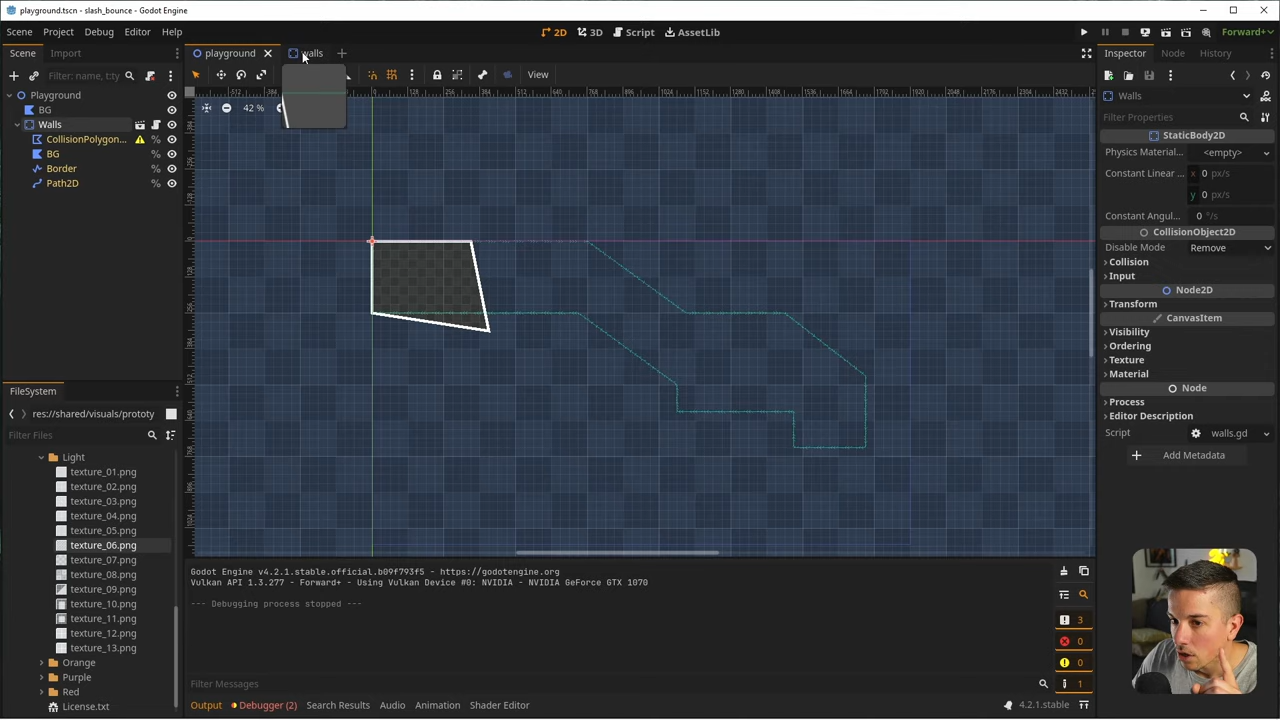 playground.tscn - slash_bounce - Godot Engine
Scene Project Debug Editor Help
2D 3D Script AssetLib
Forward+
Scene Import
playground walls
Inspector Node History
Filter: name, t:ty
View
Playground
BG
Walls
CollisionPolygon...
BG
Border
Path2D
42 %
Walls
Filter Properties
StaticBody2D
Physics Material... <empty>
Constant Linear ... x 0 px/s
y 0 px/s
Constant Angul... 0 °/s
CollisionObject2D
Disable Mode Remove
Collision
Input
Node2D
Transform
CanvasItem
Visibility
Ordering
Texture
Material
Node
Process
Editor Description
Script walls.gd
Add Metadata
FileSystem
res://shared/visuals/prototy
Filter Files
Light
texture_01.png
texture_02.png
texture_03.png
texture_04.png
texture_05.png
texture_06.png
texture_07.png
texture_08.png
texture_09.png
texture_10.png
texture_11.png
texture_12.png
texture_13.png
Orange
Purple
Red
License.txt
Godot Engine v4.2.1.stable.official.b09f793f5 - https://godotengine.org
Vulkan API 1.3.277 - Forward+ - Using Vulkan Device #0: NVIDIA - NVIDIA GeForce GTX 1070
--- Debugging process stopped ---
3
0
0
1
Filter Messages
Output Debugger (2) Search Results Audio Animation Shader Editor
4.2.1.stable